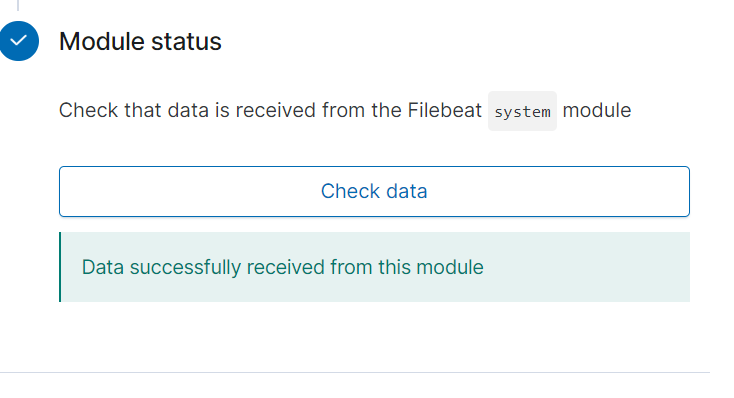 Module status
Check that data is received from the Filebeat system module
Check data
Data successfully received from this module